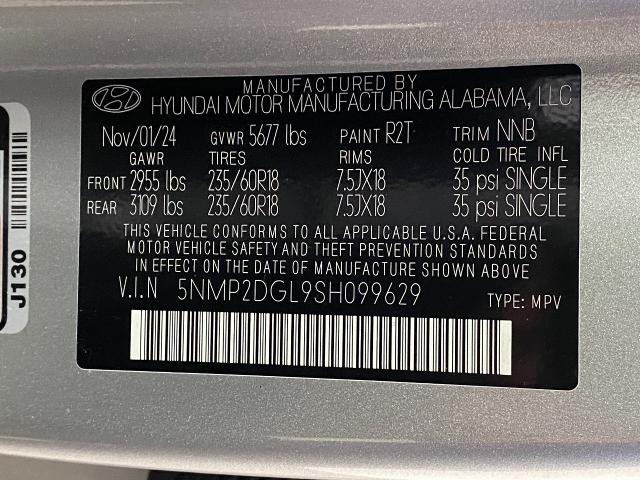 MANUFACTURED BY
HYUNDAI MOTOR MANUFACTURING ALABAMA, LLC
Nov/01/24 GVWR 5677 lbs PAINT R2T TRIM NNB
GAWR TIRES RIMS COLD TIRE INFL
FRONT 2955 lbs 235/60R18 7.5JX18 35 psi SINGLE
REAR 3109 lbs 235/60R18 7.5JX18 35 psi SINGLE
THIS VEHICLE CONFORMS TO ALL APPLICABLE U.S.A. FEDERAL
MOTOR VEHICLE SAFETY AND THEFT PREVENTION STANDARDS
IN EFFECT ON THE DATE OF MANUFACTURE SHOWN ABOVE.
V.I.N 5NMP2DGL9SH099629 TYPE: MPV
J130